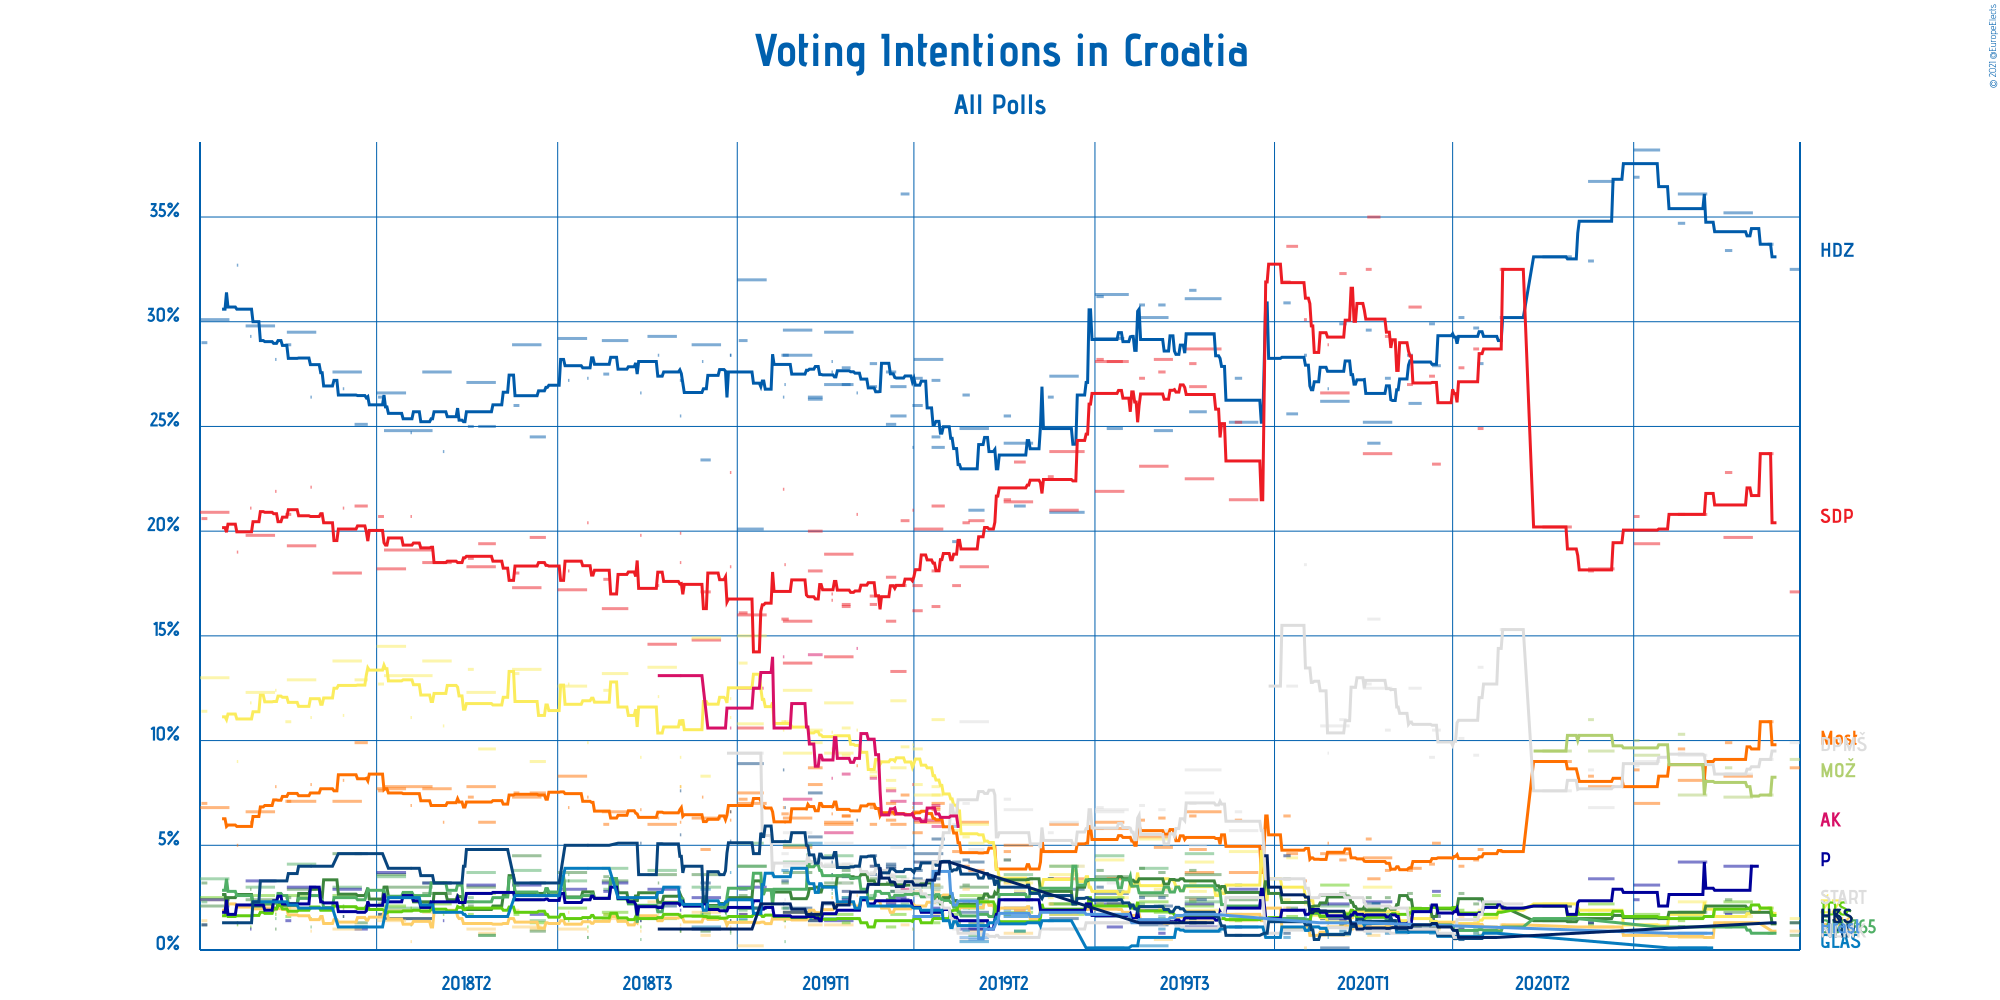 © 2021 @EuropeElects
Voting Intentions in Croatia
All Polls
35%
30%
25%
20%
15%
10%
5%
0%
HDZ
SDP
Most
DPMŠ
MOŽ
AK
P
START
HSS
GLAS
2018T2
2018T3
2019T1
2019T2
2019T3
2020T1
2020T2